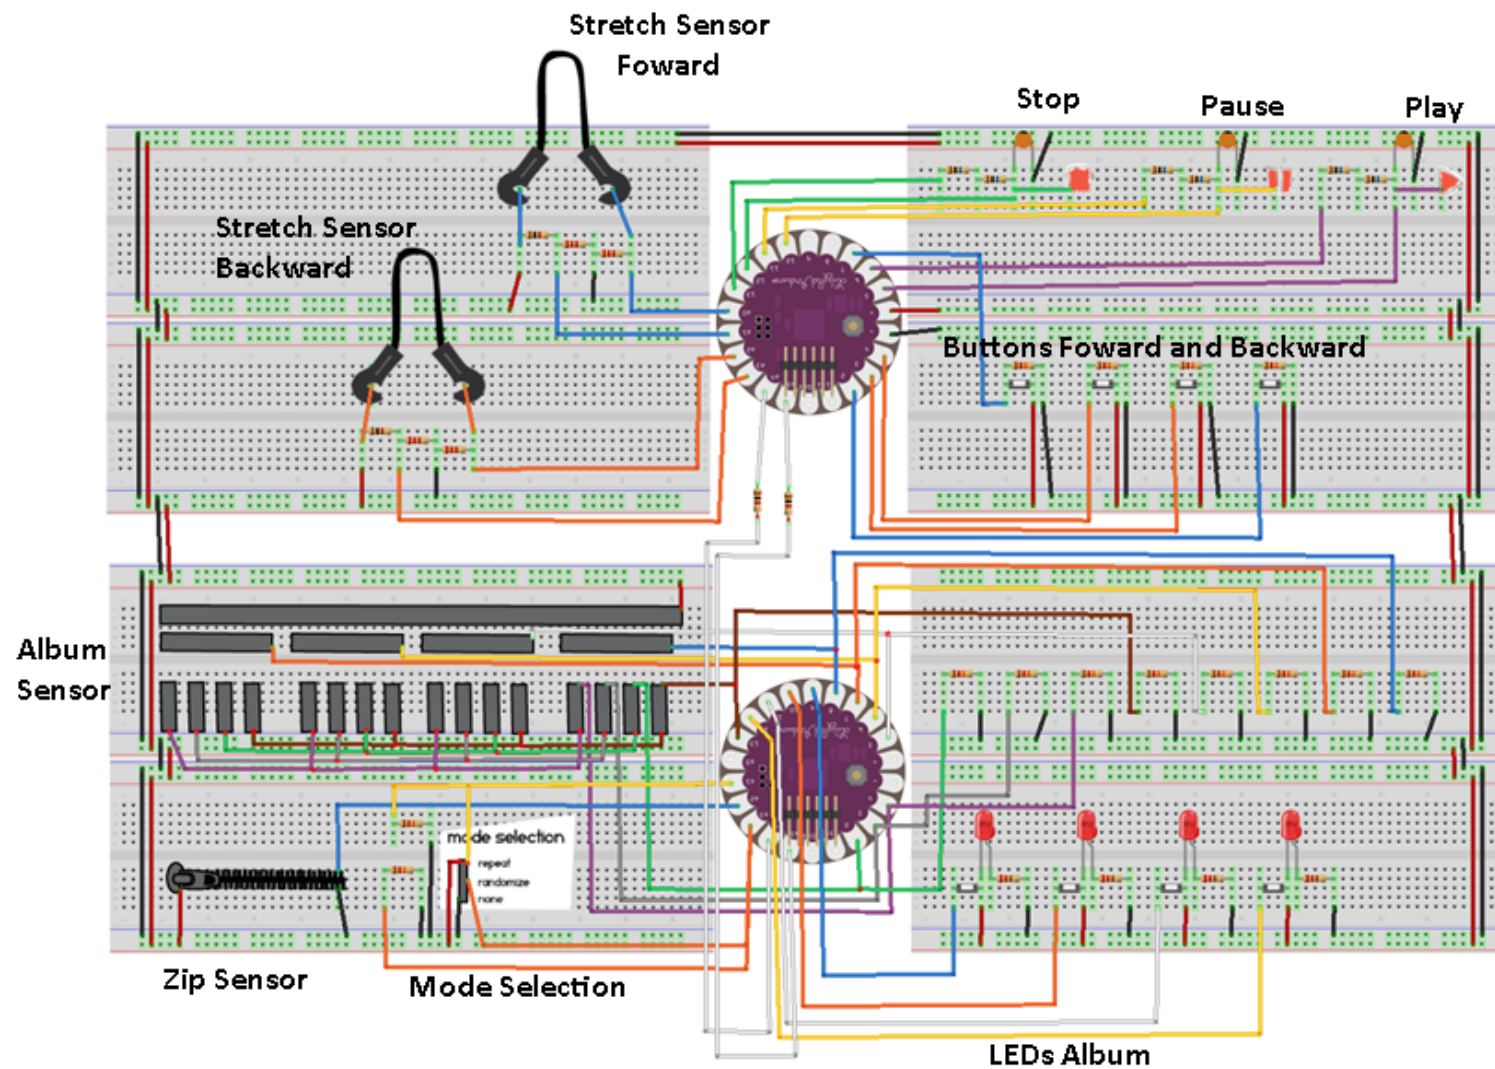 Stretch Sensor
Foward
Stop
Pause
Play
Stretch Sensor
Backward
Buttons Foward and Backward
Album
Sensor
mode selection
repeat
randomize
none
Zip Sensor
Mode Selection
LEDs Album